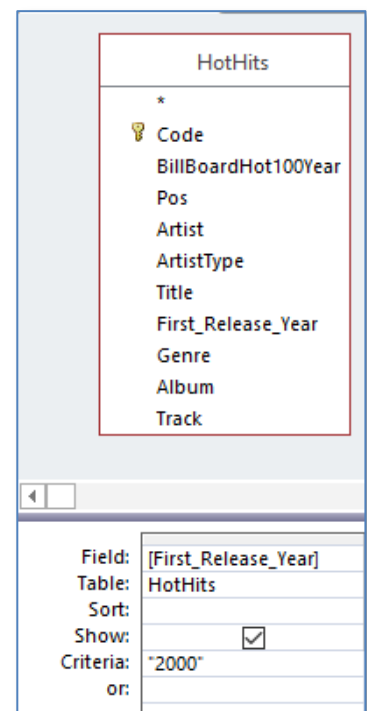 HotHits
*
Code
BillBoardHot100Year
Pos
Artist
ArtistType
Title
First_Release_Year
Genre
Album
Track
Field: [First_Release_Year]
Table: HotHits
Sort:
Show:
Criteria: "2000"
or: